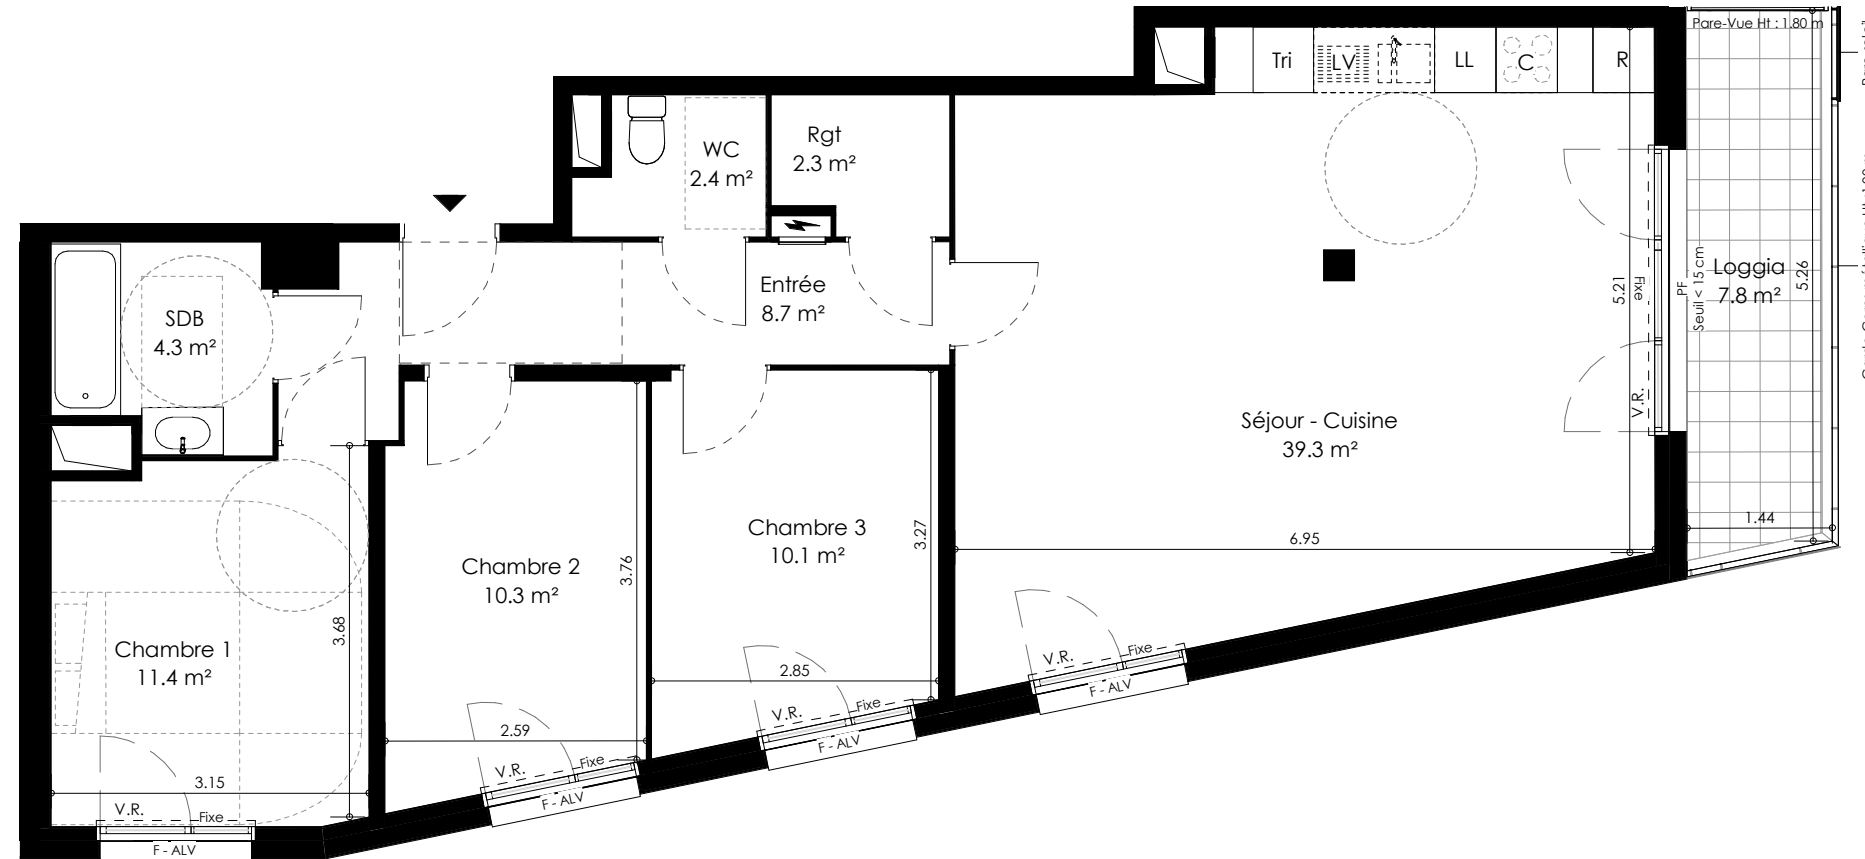 Pare-Vue Ht : 1.80 m
Tri
LV
LL
C
R
WC
2.4 m²
Rgt
2.3 m²
Entrée
8.7 m²
SDB
4.3 m²
Séjour - Cuisine
39.3 m²
5.21
Fixe
V.R.
PF
Seuil < 15 cm
Loggia
7.8 m²
5.26
1.44
6.95
Chambre 3
10.1 m²
3.27
2.85
V.R.
Fixe
F - ALV
V.R.
Fixe
F - ALV
Chambre 2
10.3 m²
3.76
2.59
V.R.
Fixe
F - ALV
Chambre 1
11.4 m²
3.68
3.15
V.R.
Fixe
F - ALV